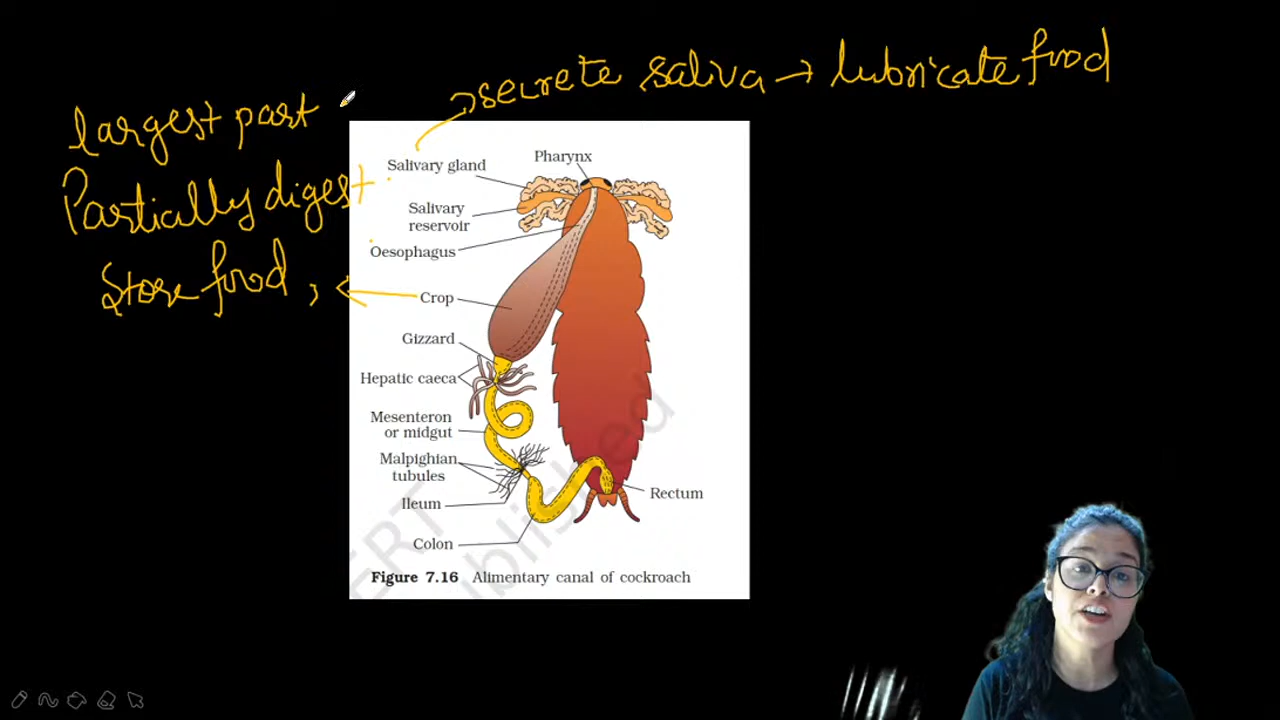 secrete saliva → lubricate food
largest part
Partially digest
Store food,
Salivary gland
Pharynx
Salivary
reservoir
Oesophagus
Crop
Gizzard
Hepatic caeca
Mesenteron
or midgut
Malpighian
tubules
Ileum
Rectum
Colon
Figure 7.16 Alimentary canal of cockroach